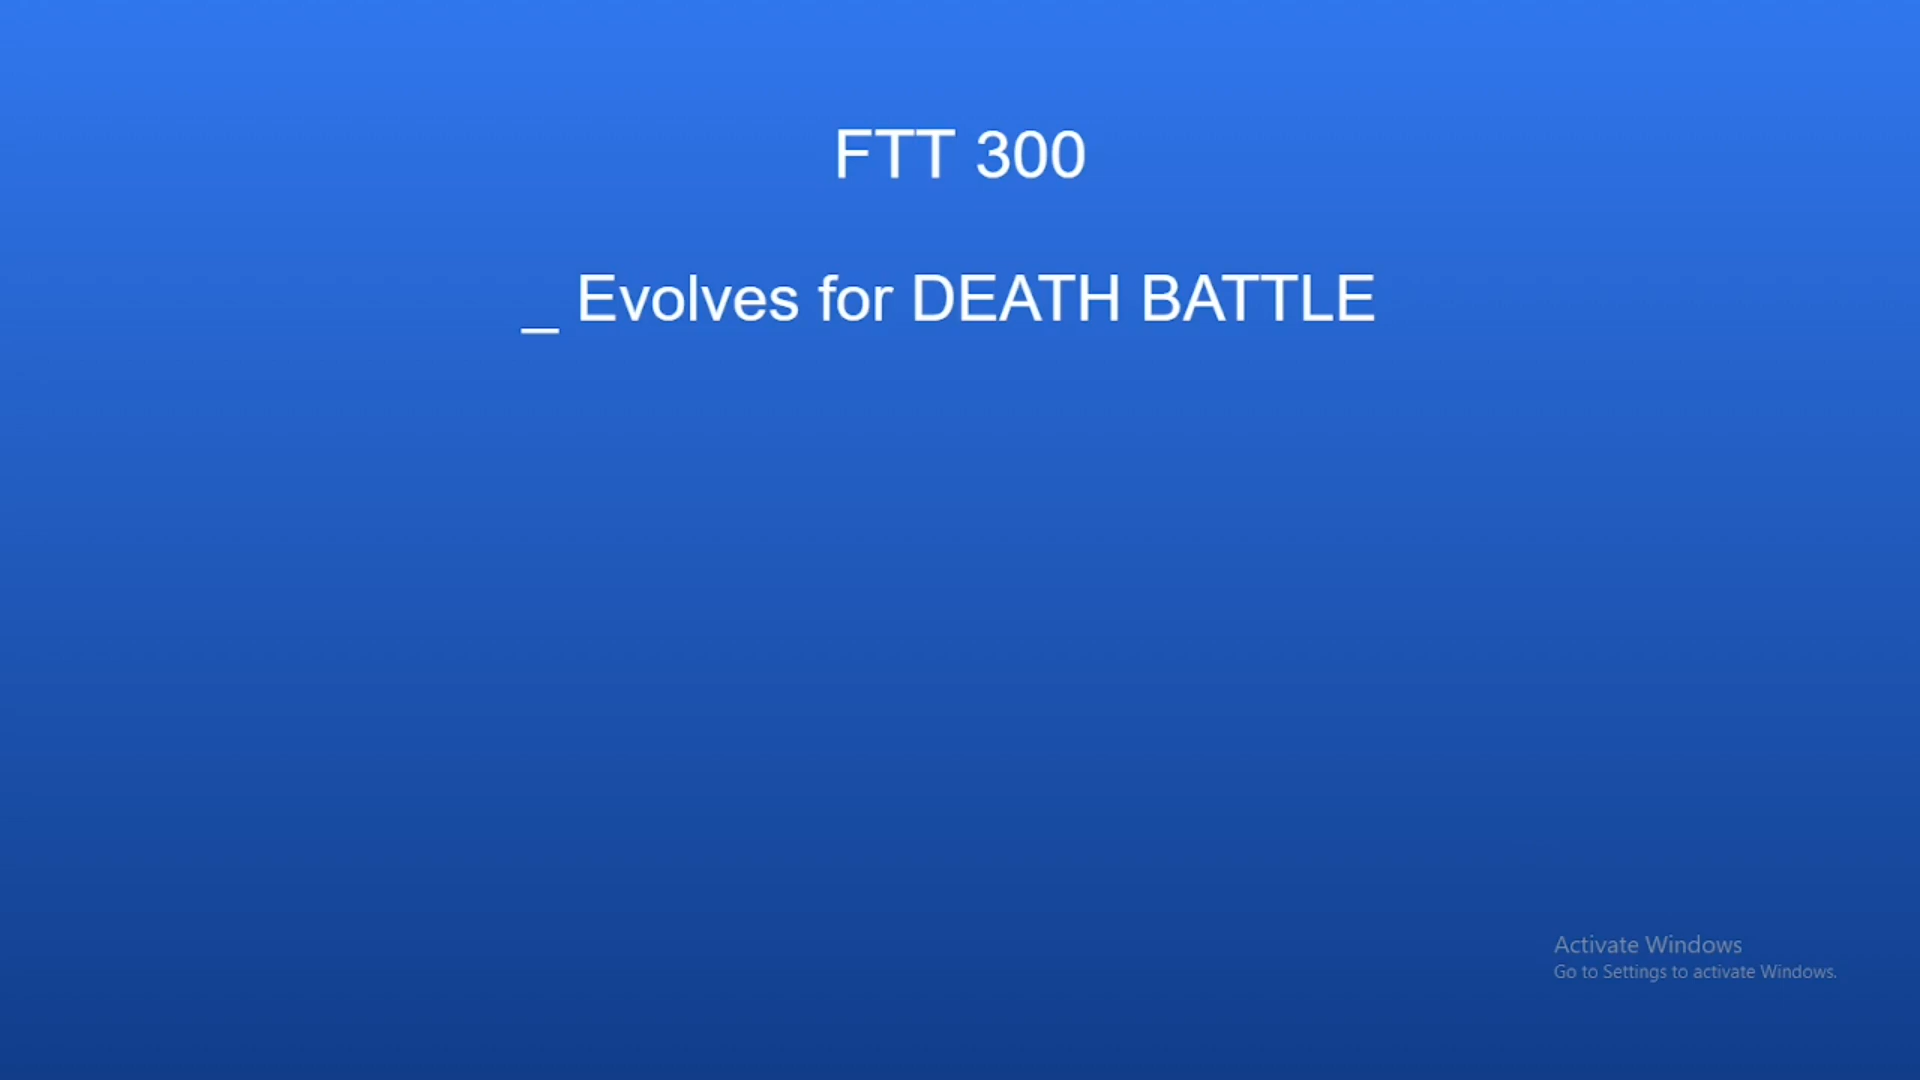 FTT 300
_ Evolves for DEATH BATTLE
Activate Windows
Go to Settings to activate Windows.